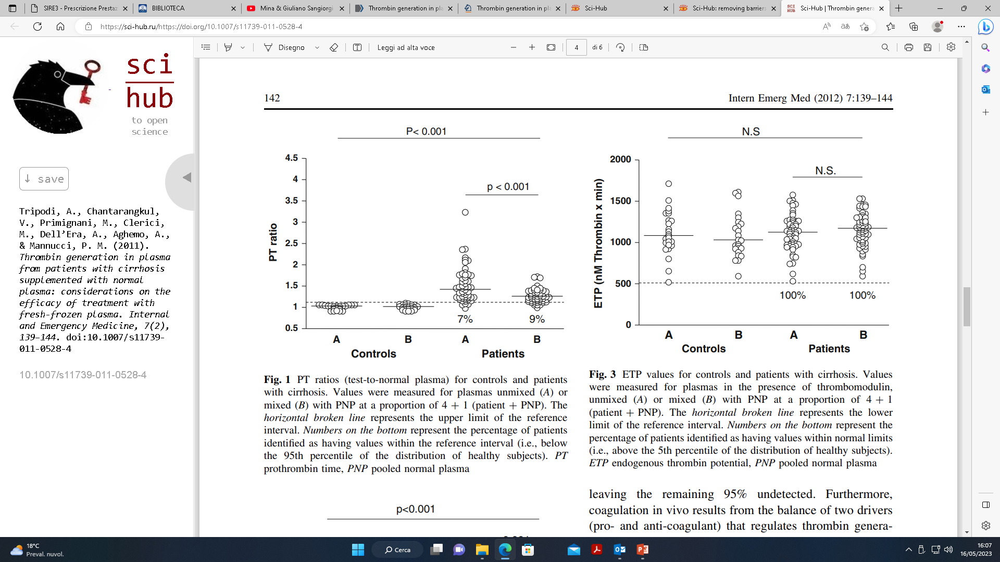 SIRE3 - Prescrizione Prestaz
BIBLIOTECA
Mina & Giuliano Sangiorgi
Thrombin generation in pla
Thrombin generation in pla
Sci-Hub
Sci-Hub: removing barriers
Sci-Hub | Thrombin genera
https://sci-hub.ru/https://doi.org/10.1007/s11739-011-0528-4
Disegno
Leggi ad alta voce
4
di 6
sci
hub
to open
science
↓ save
Tripodi, A., Chantarangkul,
V., Primignani, M., Clerici,
M., Dell’Era, A., Aghemo, A.,
& Mannucci, P. M. (2011).
Thrombin generation in plasma
from patients with cirrhosis
supplemented with normal
plasma: considerations on the
efficacy of treatment with
fresh-frozen plasma. Internal
and Emergency Medicine, 7(2),
139–144. doi:10.1007/s11739-
011-0528-4
10.1007/s11739-011-0528-4
142
Intern Emerg Med (2012) 7:139–144
P< 0.001
p < 0.001
PT ratio
4.5
4
3.5
3
2.5
2
1.5
1
0.5
7%
9%
A
B
A
B
Controls
Patients
Fig. 1 PT ratios (test-to-normal plasma) for controls and patients
with cirrhosis. Values were measured for plasmas unmixed (A) or
mixed (B) with PNP at a proportion of 4 + 1 (patient + PNP). The
horizontal broken line represents the upper limit of the reference
interval. Numbers on the bottom represent the percentage of patients
identified as having values within the reference interval (i.e., below
the 95th percentile of the distribution of healthy subjects). PT
prothrombin time, PNP pooled normal plasma
p<0.001
N.S
N.S.
ETP (nM Thrombin x min)
2000
1500
1000
500
0
100%
100%
A
B
A
B
Controls
Patients
Fig. 3 ETP values for controls and patients with cirrhosis. Values
were measured for plasmas in the presence of thrombomodulin,
unmixed (A) or mixed (B) with PNP at a proportion of 4 + 1
(patient + PNP). The horizontal broken line represents the lower
limit of the reference interval. Numbers on the bottom represent the
percentage of patients identified as having values within normal limits
(i.e., above the 5th percentile of the distribution of healthy subjects).
ETP endogenous thrombin potential, PNP pooled normal plasma
leaving the remaining 95% undetected. Furthermore,
coagulation in vivo results from the balance of two drivers
(pro- and anti-coagulant) that regulates thrombin genera-
18°C
Preval. nuvol.
Cerca
16:07
16/05/2023